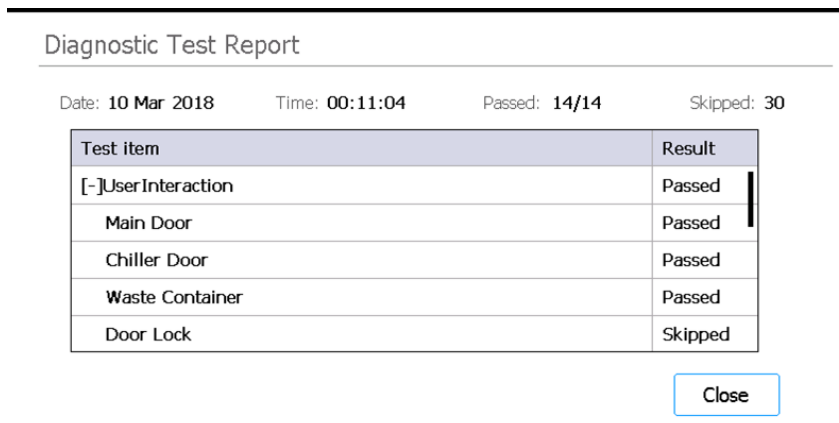 Diagnostic Test Report
Date: 10 Mar 2018 Time: 00:11:04 Passed: 14/14 Skipped: 30
Test item Result
[-]UserInteraction Passed
Main Door Passed
Chiller Door Passed
Waste Container Passed
Door Lock Skipped
Close